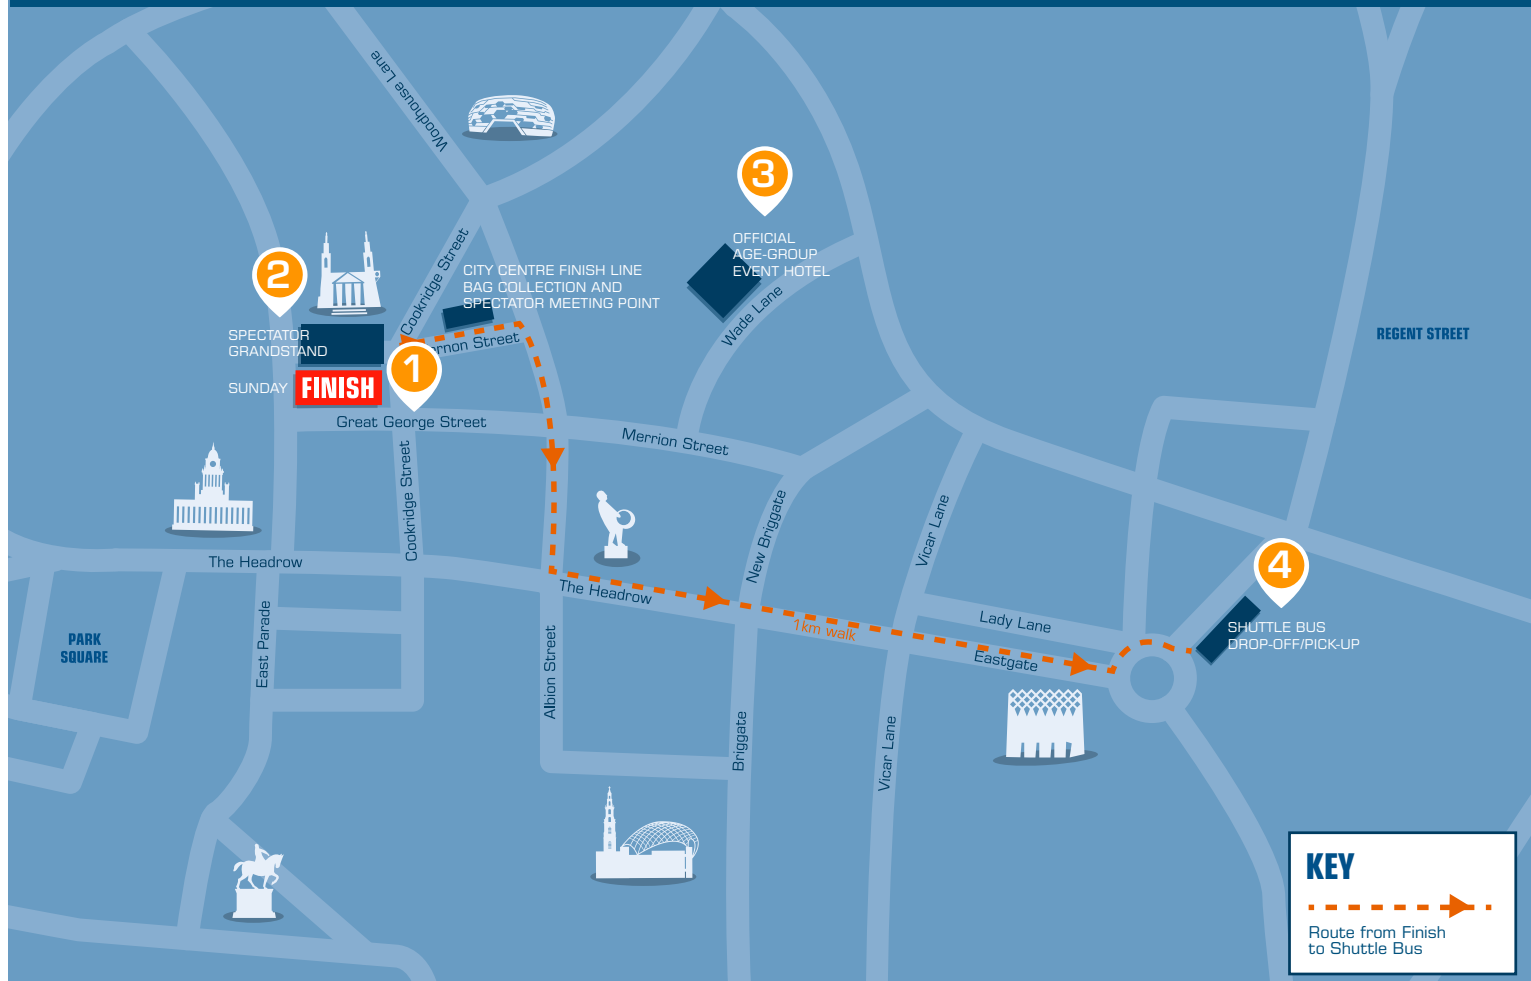 Woodhouse Lane
3
OFFICIAL
AGE-GROUP
EVENT HOTEL
2
Cookridge Street
CITY CENTRE FINISH LINE
BAG COLLECTION AND
SPECTATOR MEETING POINT
Wade Lane
SPECTATOR
GRANDSTAND
REGENT STREET
ernon Street
1
SUNDAY
FINISH
Great George Street
Merrion Street
Cookridge Street
New Briggate
Vicar Lane
The Headrow
The Headrow
4
1km walk
Lady Lane
SHUTTLE BUS
DROP-OFF/PICK-UP
Eastgate
PARK
SQUARE
East Parade
Albion Street
Briggate
Vicar Lane
KEY
Route from Finish
to Shuttle Bus